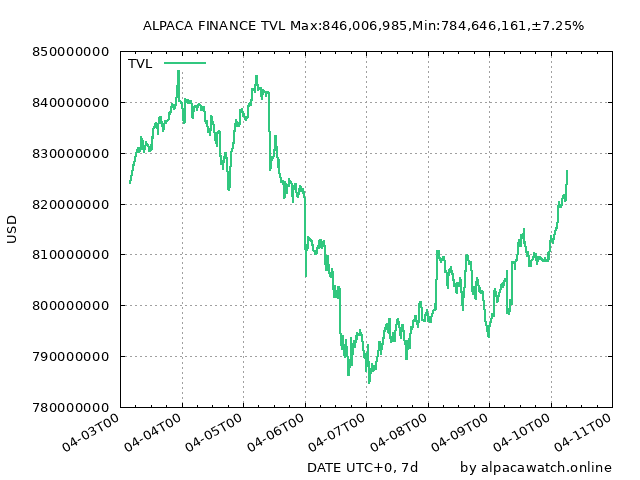 ALPACA FINANCE TVL Max:846,006,985,Min:784,646,161,±7.25%
TVL
850000000
840000000
830000000
820000000
810000000
800000000
790000000
780000000
USD
04-03T00
04-04T00
04-05T00
04-06T00
04-07T00
04-08T00
04-09T00
04-10T00
04-11T00
DATE UTC+0, 7d
by alpacawatch.online